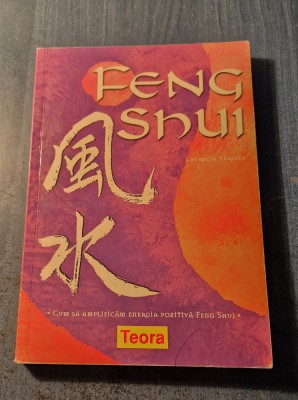 FENG
SHUI
風
水
• CUM SĂ AMPLIFICĂM ENERGIA POZITIVĂ FENG SHUI •
Teora